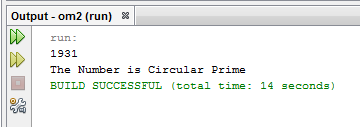 Output - om2 (run)
run:
1931
The Number is Circular Prime
BUILD SUCCESSFUL (total time: 14 seconds)